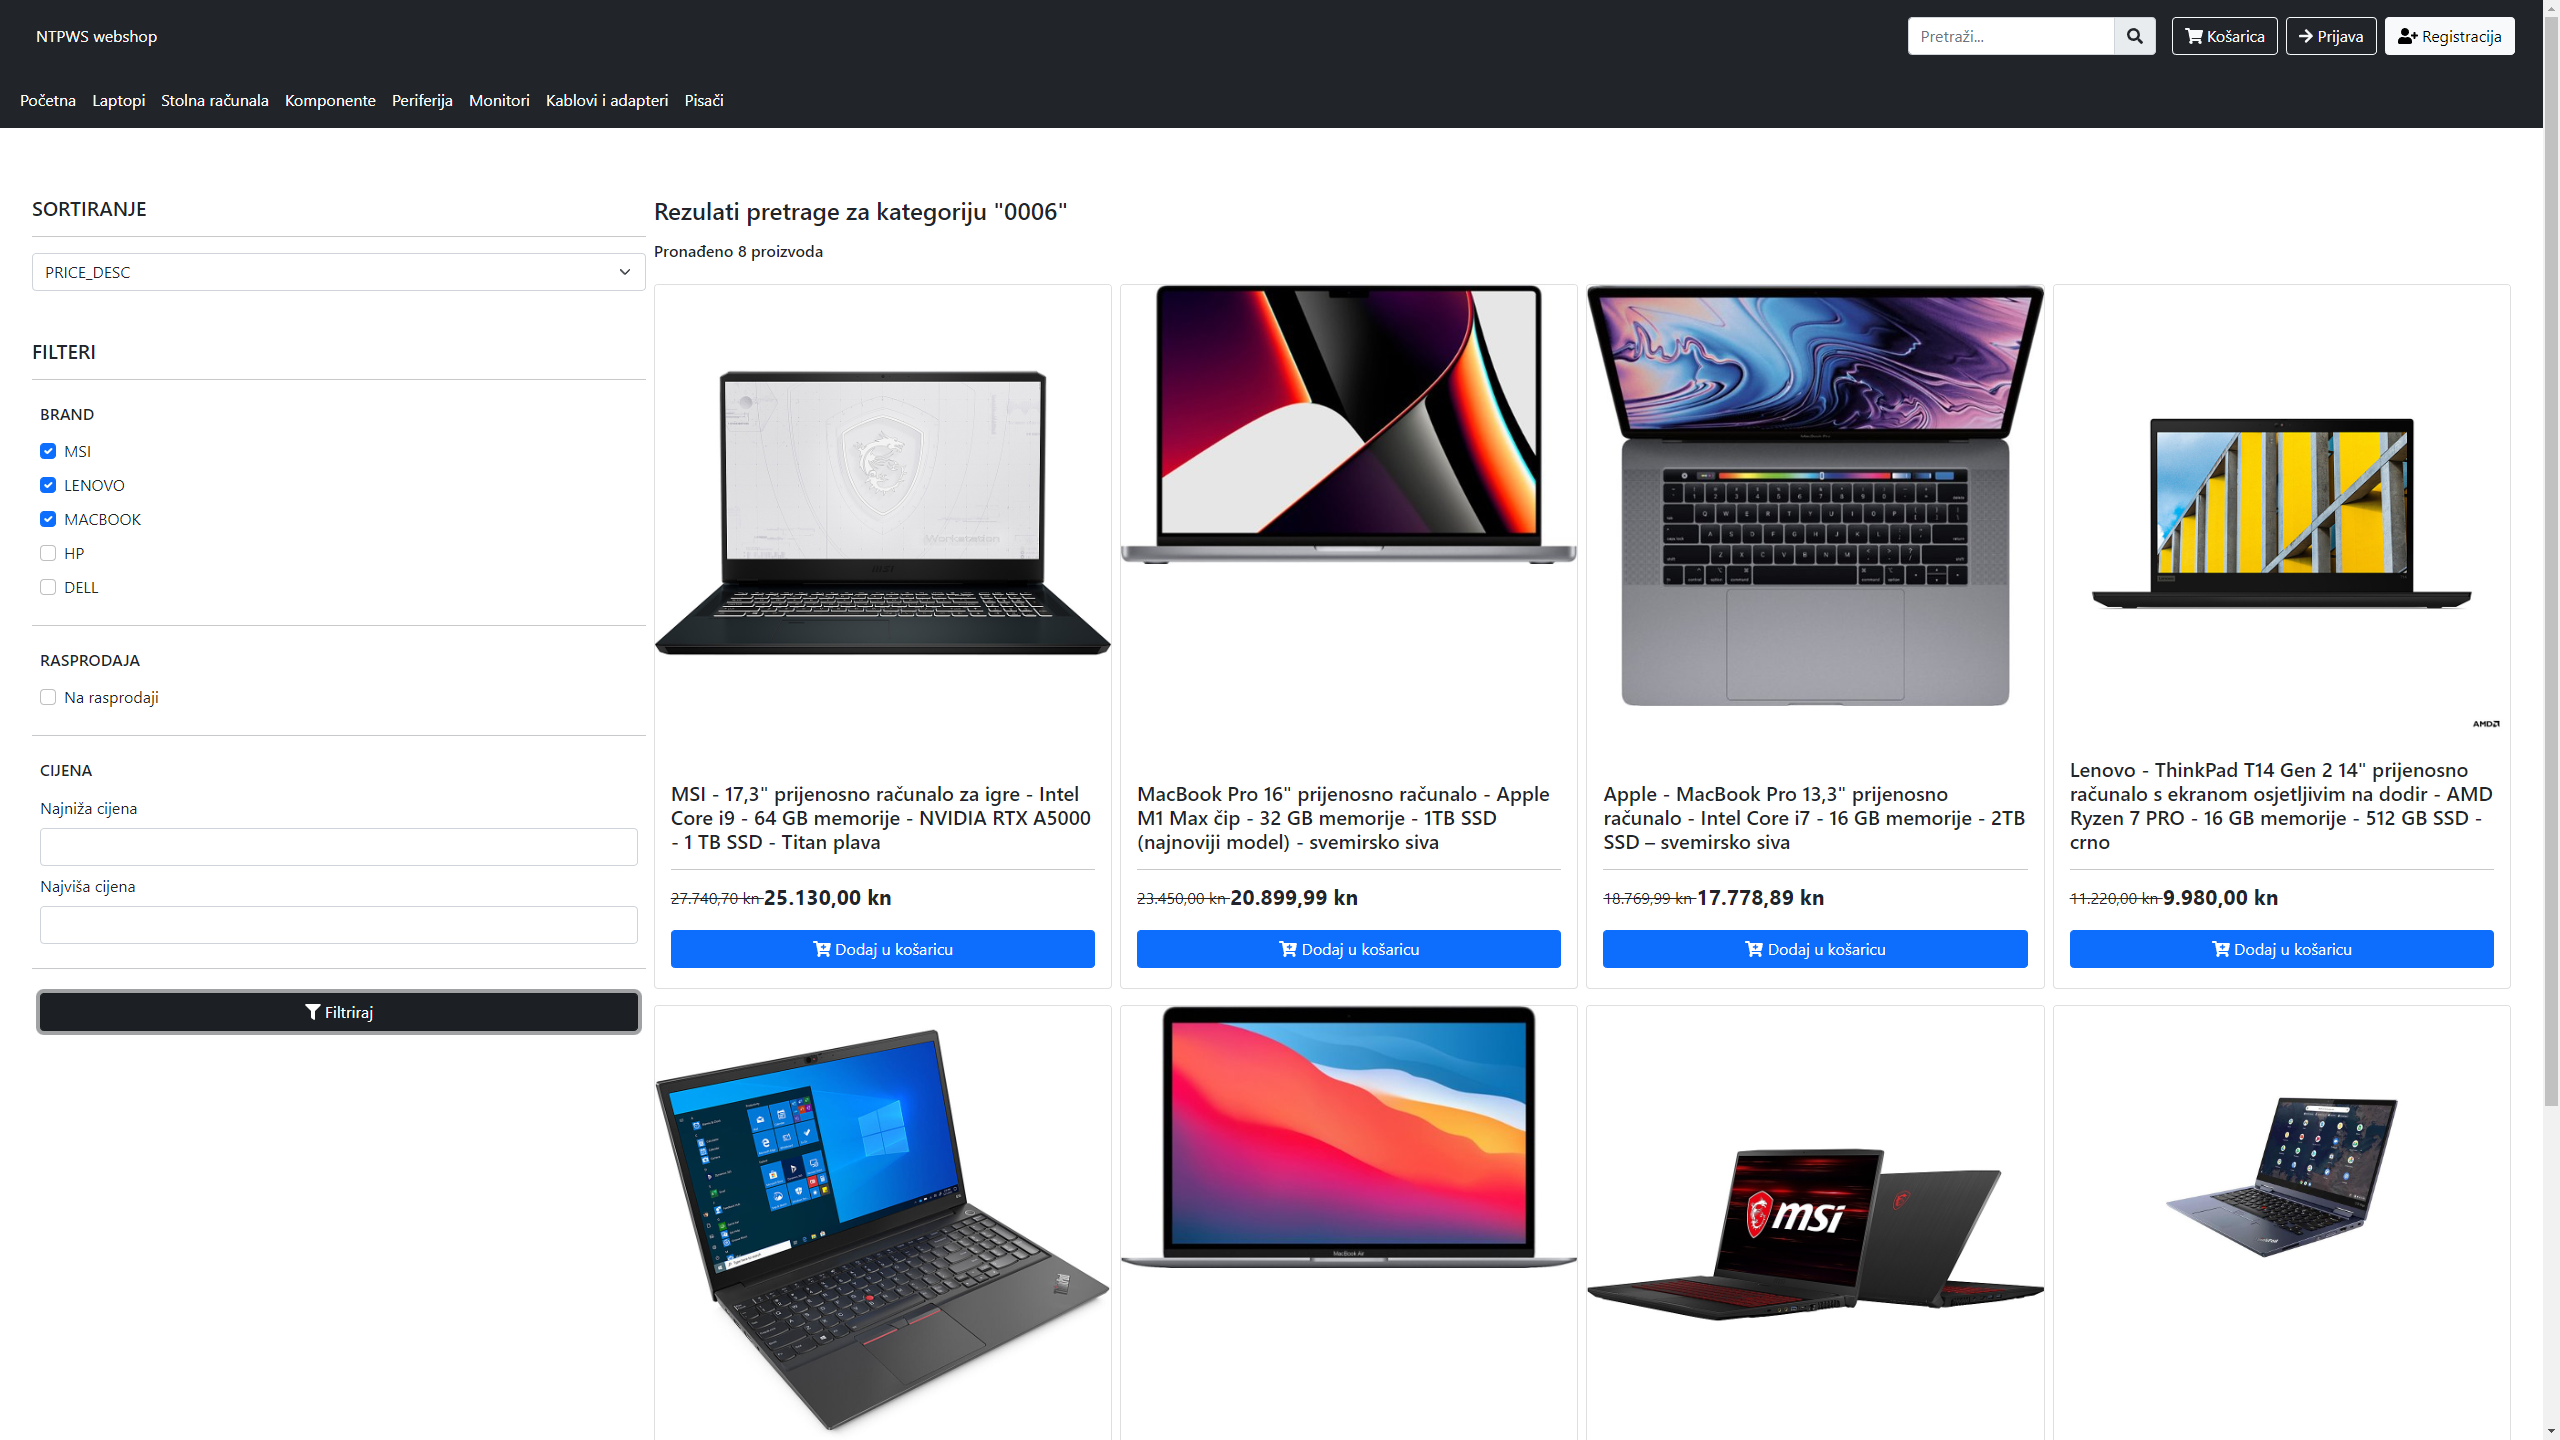 NTPWS webshop
Pretraži...
Košarica
Prijava
Registracija
Početna Laptopi Stolna računala Komponente Periferija Monitori Kablovi i adapteri Pisači
SORTIRANJE
PRICE_DESC
FILTERI
BRAND
MSI
LENOVO
MACBOOK
HP
DELL
RASPRODAJA
Na rasprodaji
CIJENA
Najniža cijena
Najviša cijena
Filtriraj
Rezulati pretrage za kategoriju "0006"
Pronađeno 8 proizvoda
MSI - 17,3" prijenosno računalo za igre - Intel
Core i9 - 64 GB memorije - NVIDIA RTX A5000
- 1 TB SSD - Titan plava
27.740,70 kn 25.130,00 kn
Dodaj u košaricu
MacBook Pro 16" prijenosno računalo - Apple
M1 Max čip - 32 GB memorije - 1TB SSD
(najnoviji model) - svemirsko siva
23.450,00 kn 20.899,99 kn
Dodaj u košaricu
Apple - MacBook Pro 13,3" prijenosno
računalo - Intel Core i7 - 16 GB memorije - 2TB
SSD – svemirsko siva
18.769,99 kn 17.778,89 kn
Dodaj u košaricu
AMD
Lenovo - ThinkPad T14 Gen 2 14" prijenosno
računalo s ekranom osjetljivim na dodir - AMD
Ryzen 7 PRO - 16 GB memorije - 512 GB SSD -
crno
11.220,00 kn 9.980,00 kn
Dodaj u košaricu
MacBook Air
msi